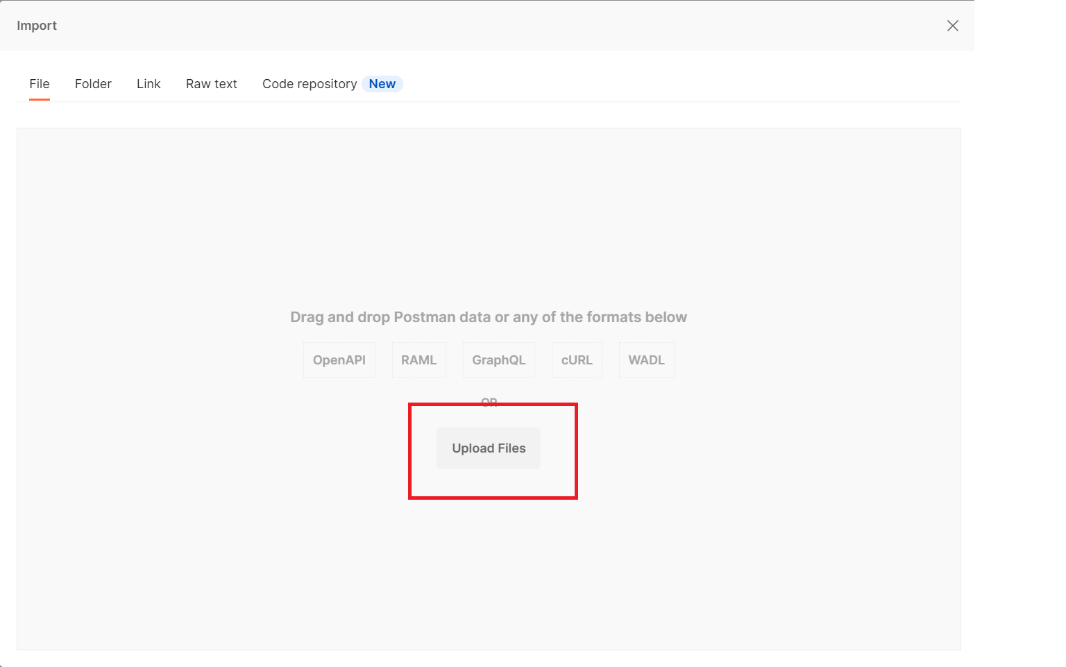 Import
File Folder Link Raw text Code repository New
Drag and drop Postman data or any of the formats below
OpenAPI RAML GraphQL cURL WADL
OR
Upload Files